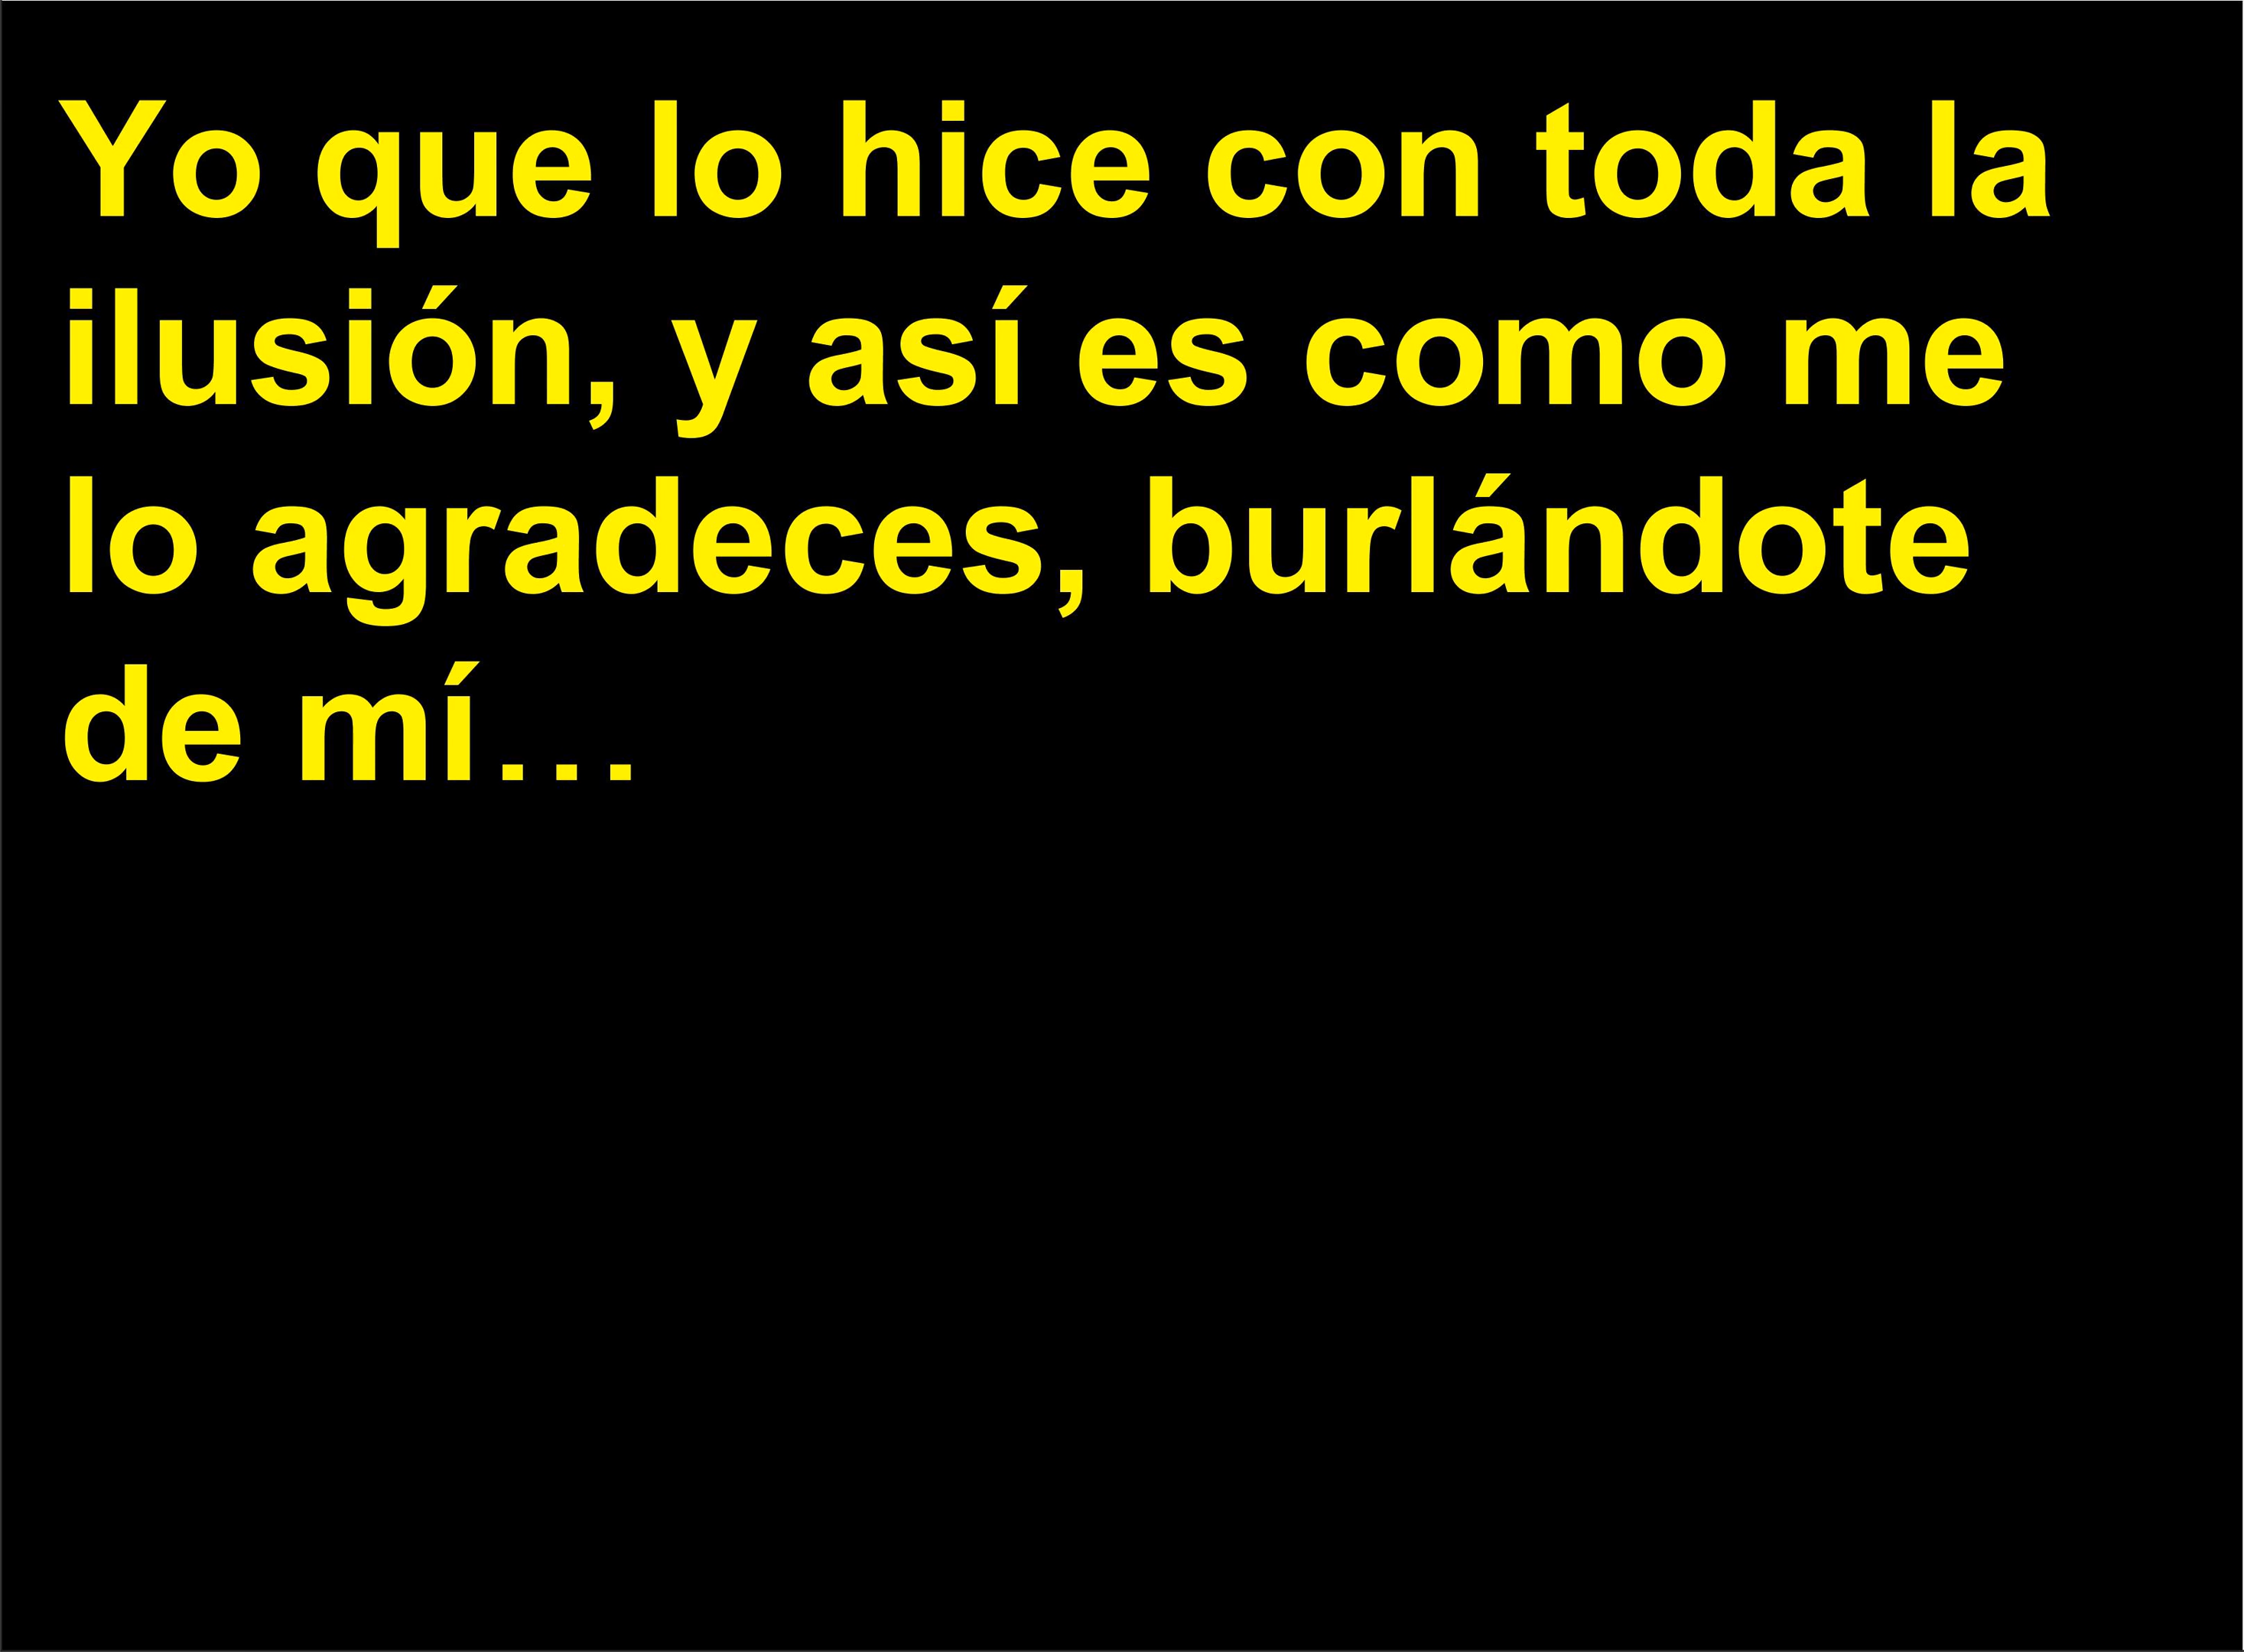 Yo que lo hice con toda la
ilusión, y así es como me
lo agradeces, burlándote
de mí...